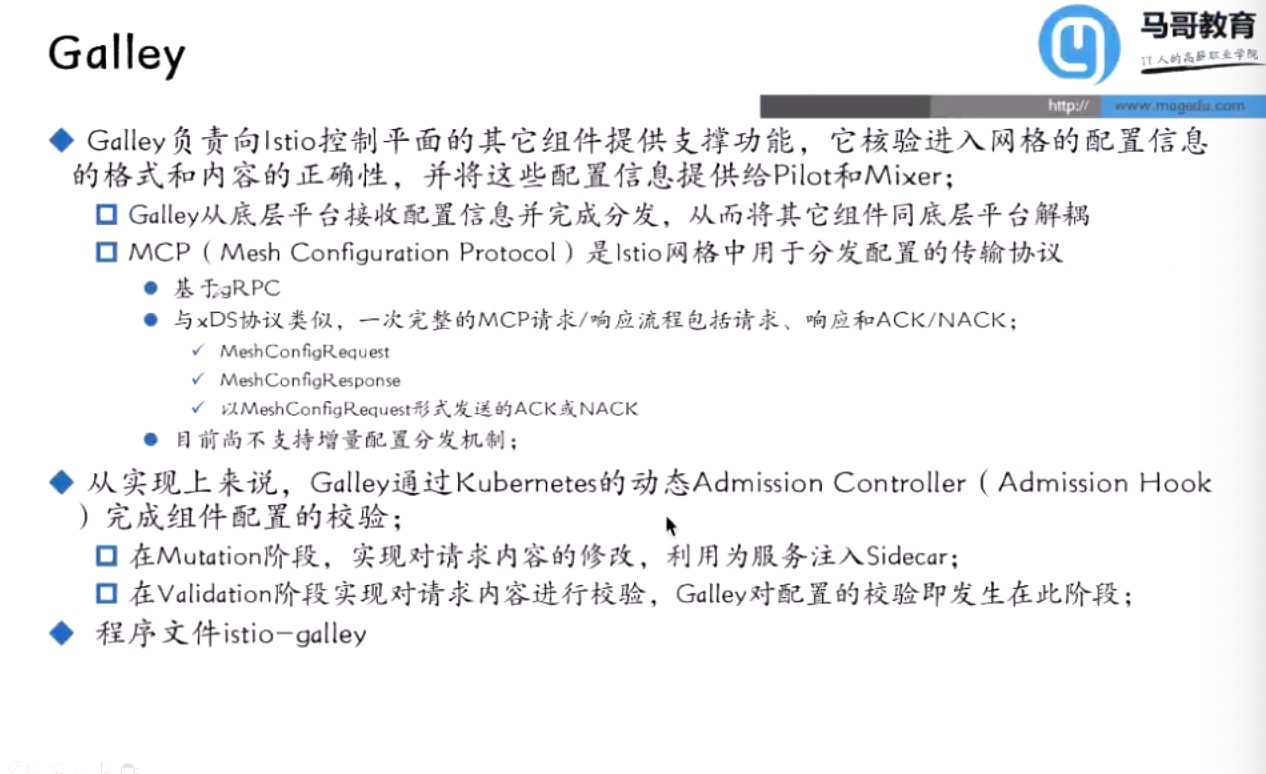 Galley
马哥教育
IT人的高薪职业学院
http:// www.magedu.com
Galley负责向Istio控制平面的其它组件提供支撑功能，它核验进入网格的配置信息
的格式和内容的正确性，并将这些配置信息提供给Pilot和Mixer；
Galley从底层平台接收配置信息并完成分发，从而将其它组件同底层平台解耦
MCP（Mesh Configuration Protocol）是Istio网格中用于分发配置的传输协议
基于gRPC
与xDS协议类似，一次完整的MCP请求/响应流程包括请求、响应和ACK/NACK；
MeshConfigRequest
MeshConfigResponse
以MeshConfigRequest形式发送的ACK或NACK
目前尚不支持增量配置分发机制；
从实现上来说，Galley通过Kubernetes的动态Admission Controller（Admission Hook
）完成组件配置的校验；
在Mutation阶段，实现对请求内容的修改，利用为服务注入Sidecar；
在Validation阶段实现对请求内容进行校验，Galley对配置的校验即发生在此阶段；
程序文件istio-galley